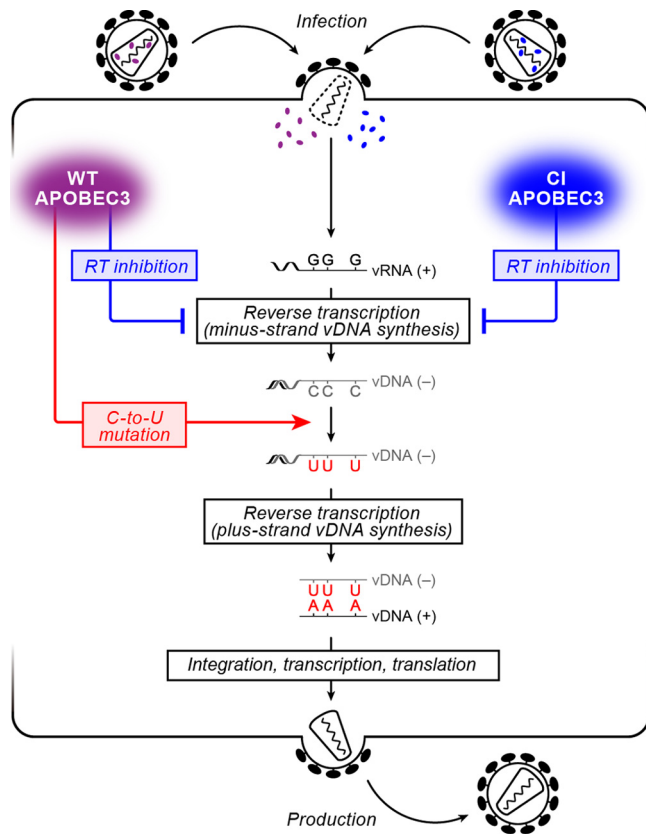 Infection
WT
APOBEC3
CI
APOBEC3
RT inhibition
RT inhibition
GG G
vRNA (+)
Reverse transcription
(minus-strand vDNA synthesis)
vDNA (–)
CC C
C-to-U
mutation
vDNA (–)
UU U
Reverse transcription
(plus-strand vDNA synthesis)
vDNA (–)
UU U
AA A
vDNA (+)
Integration, transcription, translation
Production